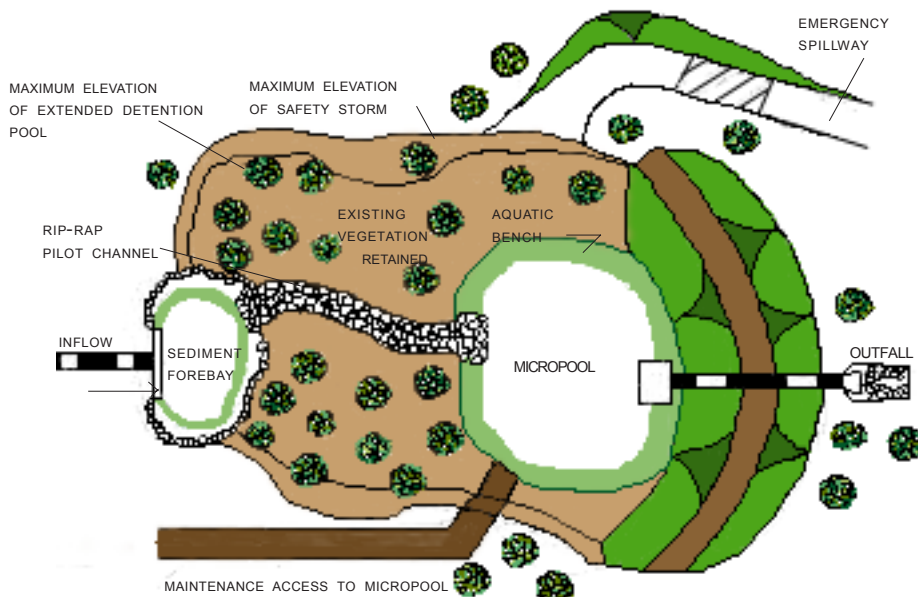 EMERGENCY
SPILLWAY
MAXIMUM ELEVATION
OF EXTENDED DETENTION
POOL
MAXIMUM ELEVATION
OF SAFETY STORM
RIP-RAP
PILOT CHANNEL
EXISTING
VEGETATION
RETAINED
AQUATIC
BENCH
INFLOW
SEDIMENT
FOREBAY
MICROPOOL
OUTFALL
MAINTENANCE ACCESS TO MICROPOOL